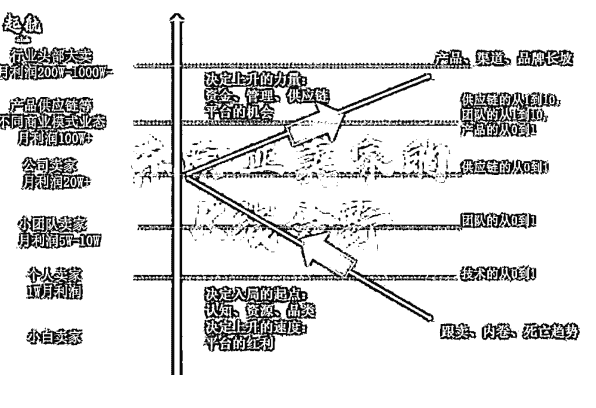 起航
行业头部大卖
月利润200W-1000W-
产品供应链等
不同商业模式业态
月利润100W+
公司卖家
月利润20W+
小团队卖家
月利润5W-10W
个人卖家
1W月利润
小白卖家
决定上升的力量:
资金、管理、供应链
平台的机会
决定入局的起点:
认知、资源、品类
决定上升的速度:
平台的红利
产品、渠道、品牌长坡
供应链的从1到10,
团队的从1到10,
产品的从0到1
供应链的从0到1
团队的从0到1
技术的从0到1
跟卖、内卷、死亡趋势